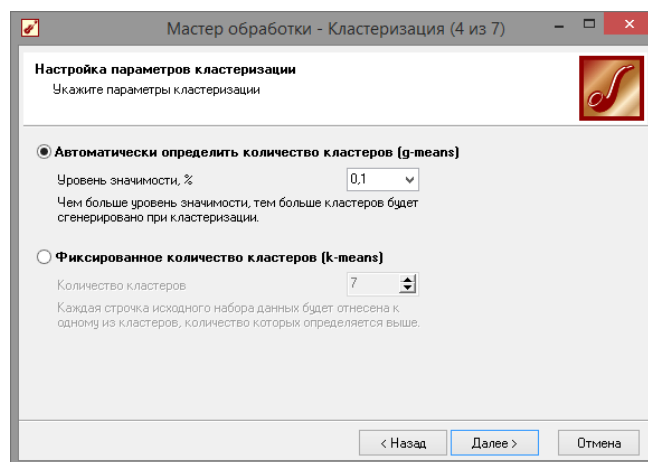 Мастер обработки - Кластеризация (4 из 7)
Настройка параметров кластеризации
Укажите параметры кластеризации
Автоматически определить количество кластеров (g-means)
Уровень значимости, % 0,1
Чем больше уровень значимости, тем больше кластеров будет
сгенерировано при кластеризации.
Фиксированное количество кластеров (k-means)
Количество кластеров 7
Каждая строчка исходного набора данных будет отнесена к
одному из кластеров, количество которых определяется выше.
< Назад Далее > Отмена